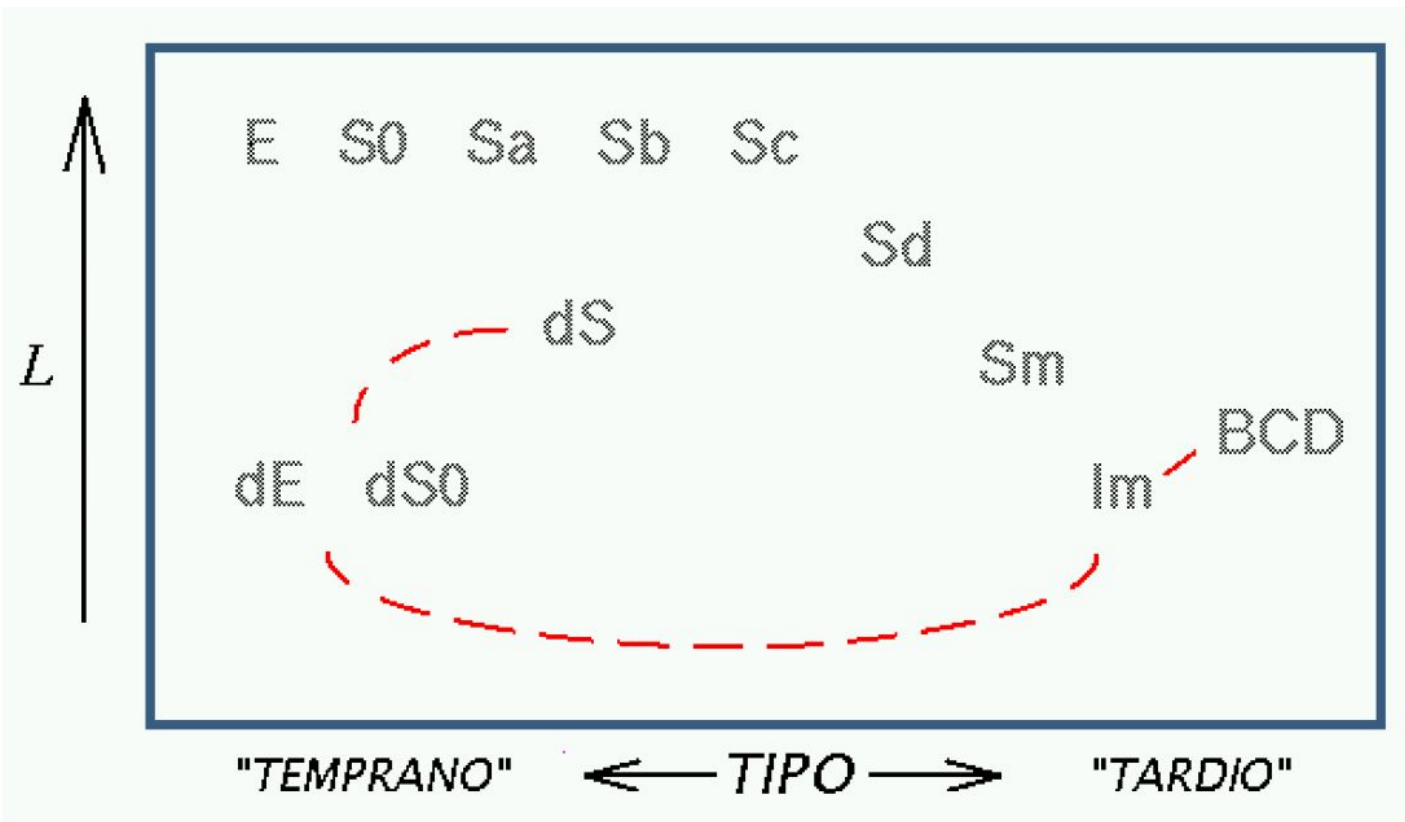 E S0 Sa Sb Sc
Sd
dS
Sm
L
BCD
dE dS0 Im
"TEMPRANO" TIPO "TARDIO"